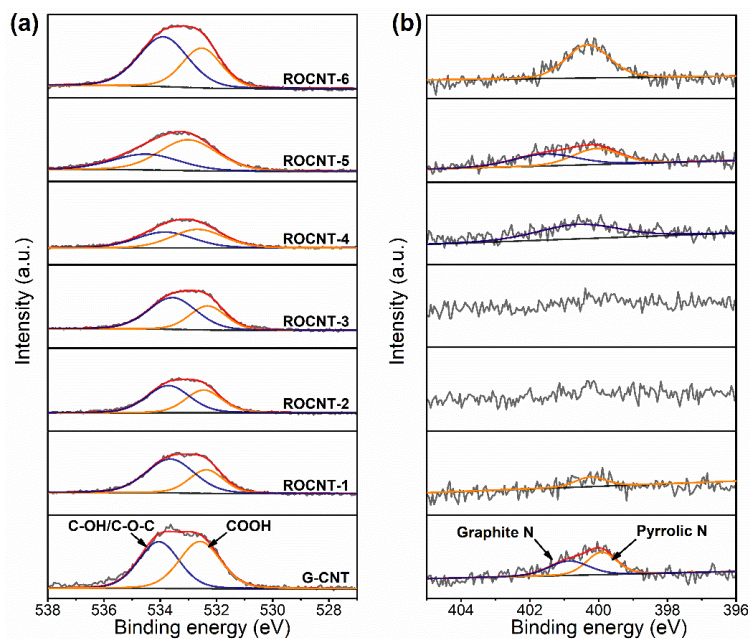 (a)
Intensity (a.u.)
ROCNT-6
ROCNT-5
ROCNT-4
ROCNT-3
ROCNT-2
ROCNT-1
C-OH/C-O-C
COOH
G-CNT
538 536 534 532 530 528
Binding energy (eV)
(b)
Intensity (a.u.)
Graphite N
Pyrrolic N
404 402 400 398 396
Binding energy (eV)